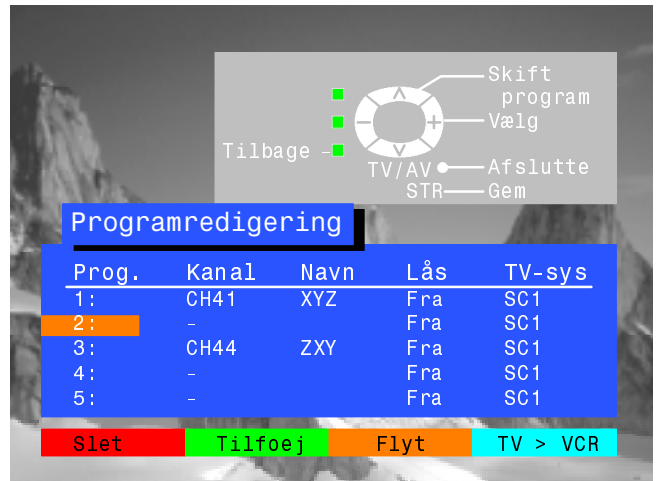 Skift
program
Vælg
Tilbage
TV/AV Afslutte
STR Gem
Programredigering
Prog. Kanal Navn Lås TV-sys
1: CH41 XYZ Fra SC1
2: - Fra SC1
3: CH44 ZXY Fra SC1
4: - Fra SC1
5: - Fra SC1
Slet Tilfoej Flyt TV > VCR